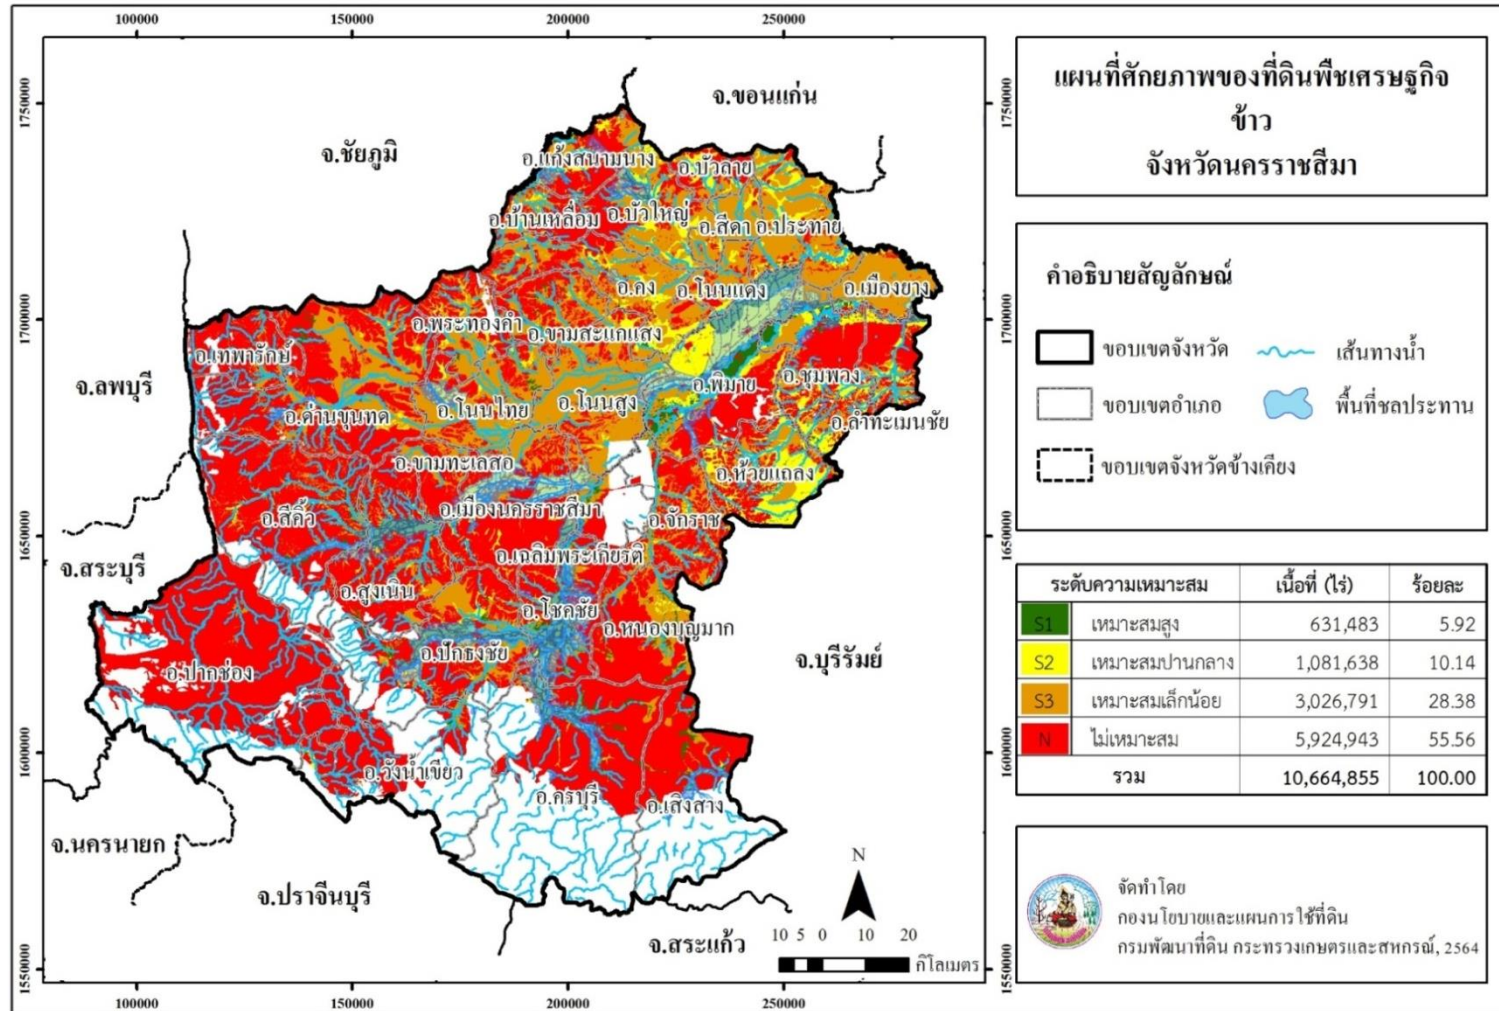 100000 150000 200000 250000
แผนที่ศักยภาพของที่ดินพืชเศรษฐกิจ
ข้าว
จังหวัดนครราชสีมา
1750000
1750000
จ.ขอนแก่น
จ.ชัยภูมิ
อ.แก้งสนามนาง
อ.บัวลาย
อ.บ้านเหลื่อม
อ.บัวใหญ่
อ.สีดา
อ.ประทาย
อ.คง
อ.โนนแดง
อ.เมืองยาง
1700000
1700000
อ.พระทองคำ
อ.ขามสะแกแสง
อ.เทพารักษ์
จ.ลพบุรี
อ.พิมาย
อ.ชุมพวง
อ.ด่านขุนทด
อ.โนนไทย
อ.โนนสูง
อ.ลำทะเมนชัย
อ.ขามทะเลสอ
อ.ห้วยแถลง
อ.สีคิ้ว
อ.เมืองนครราชสีมา
อ.จักราช
1650000
1650000
จ.สระบุรี
อ.เฉลิมพระเกียรติ
อ.สูงเนิน
อ.โชคชัย
อ.หนองบุญมาก
อ.ปักธงชัย
จ.บุรีรัมย์
อ.ปากช่อง
1600000
1600000
อ.วังน้ำเขียว
อ.ครบุรี
อ.เสิงสาง
จ.นครนายก
จ.ปราจีนบุรี
จ.สระแก้ว
N
10 5 0 10 20
กิโลเมตร
1550000
1550000
100000 150000 200000 250000
คำอธิบายสัญลักษณ์
ขอบเขตจังหวัด เส้นทางน้ำ
ขอบเขตอำเภอ พื้นที่ชลประทาน
ขอบเขตจังหวัดข้างเคียง
ระดับความเหมาะสม เนื้อที่ (ไร่) ร้อยละ
S1 เหมาะสมสูง 631,483 5.92
S2 เหมาะสมปานกลาง 1,081,638 10.14
S3 เหมาะสมเล็กน้อย 3,026,791 28.38
N ไม่เหมาะสม 5,924,943 55.56
รวม 10,664,855 100.00
จัดทำโดย
กองนโยบายและแผนการใช้ที่ดิน
กรมพัฒนาที่ดิน กระทรวงเกษตรและสหกรณ์, 2564